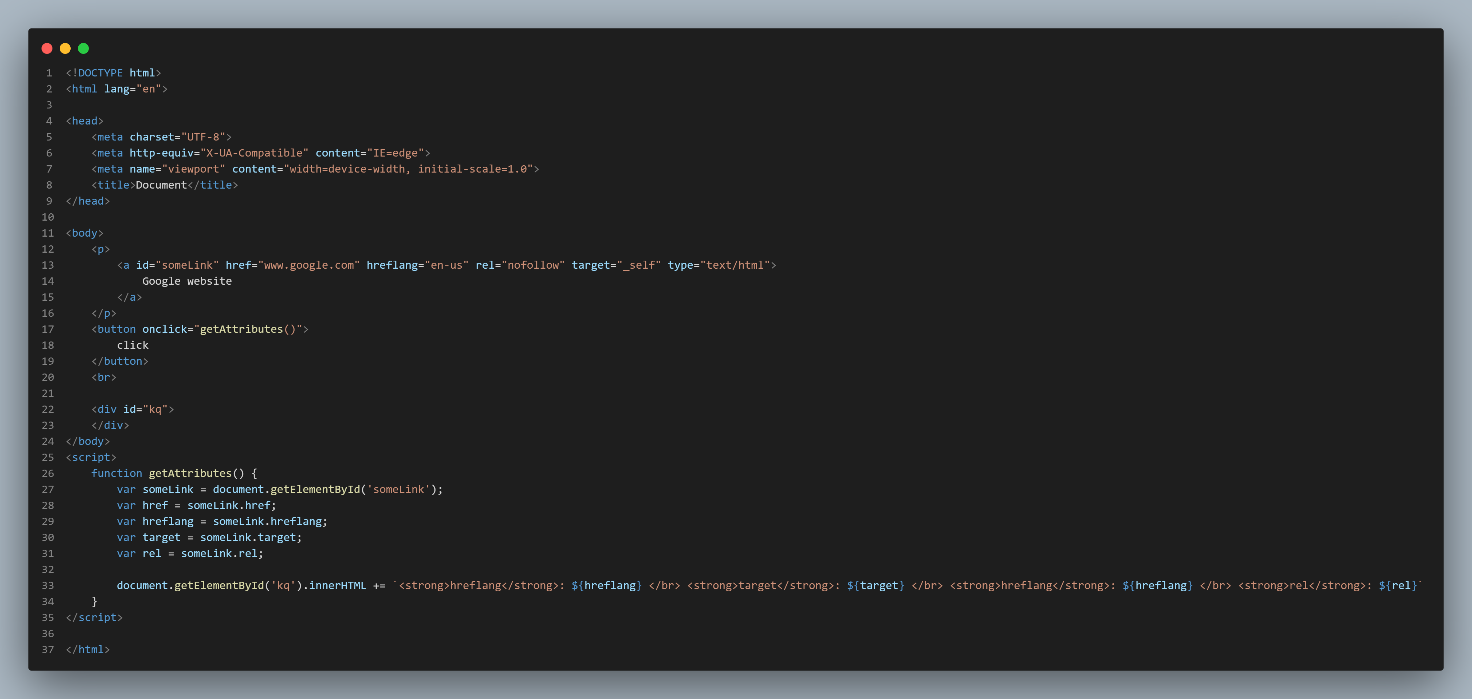 1 <!DOCTYPE html>
2 <html lang="en">
3
4 <head>
5     <meta charset="UTF-8">
6     <meta http-equiv="X-UA-Compatible" content="IE=edge">
7     <meta name="viewport" content="width=device-width, initial-scale=1.0">
8     <title>Document</title>
9 </head>
10
11 <body>
12     <p>
13         <a id="someLink" href="www.google.com" hreflang="en-us" rel="nofollow" target="_self" type="text/html">
14             Google website
15         </a>
16     </p>
17     <button onclick="getAttributes()">
18         click
19     </button>
20     <br>
21
22     <div id="kq">
23     </div>
24 </body>
25 <script>
26     function getAttributes() {
27         var someLink = document.getElementById('someLink');
28         var href = someLink.href;
29         var hreflang = someLink.hreflang;
30         var target = someLink.target;
31         var rel = someLink.rel;
32
33         document.getElementById('kq').innerHTML += `<strong>hreflang</strong>: ${hreflang} </br> <strong>target</strong>: ${target} </br> <strong>hreflang</strong>: ${hreflang} </br> <strong>rel</strong>: ${rel}`
34     }
35 </script>
36
37 </html>